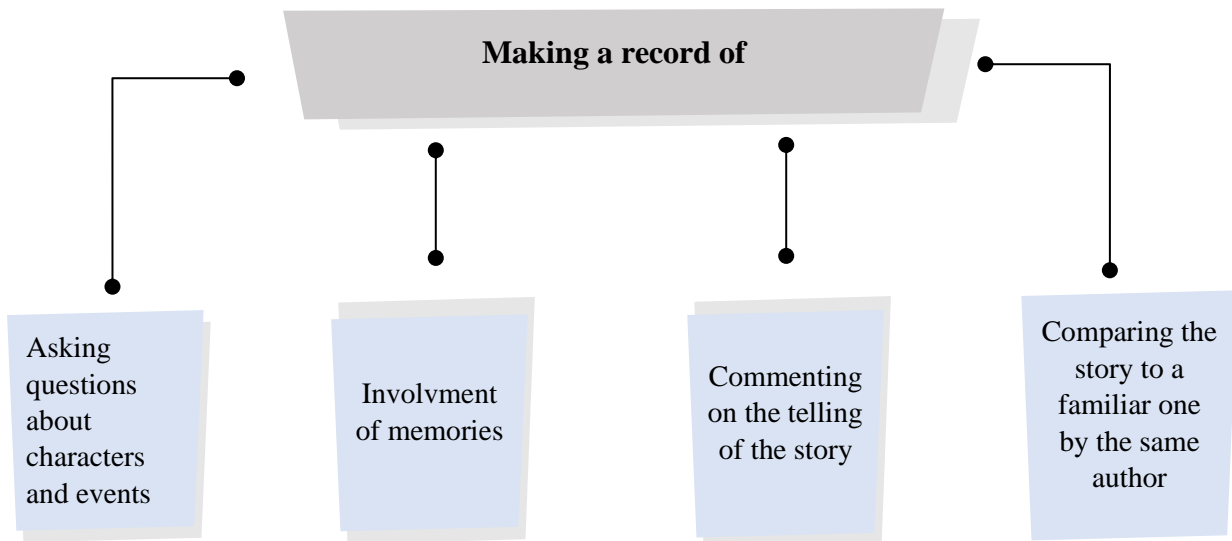 Making a record of
Asking
questions
about
characters
and events
Involvment
of memories
Commenting
on the telling
of the story
Comparing the
story to a
familiar one
by the same
author